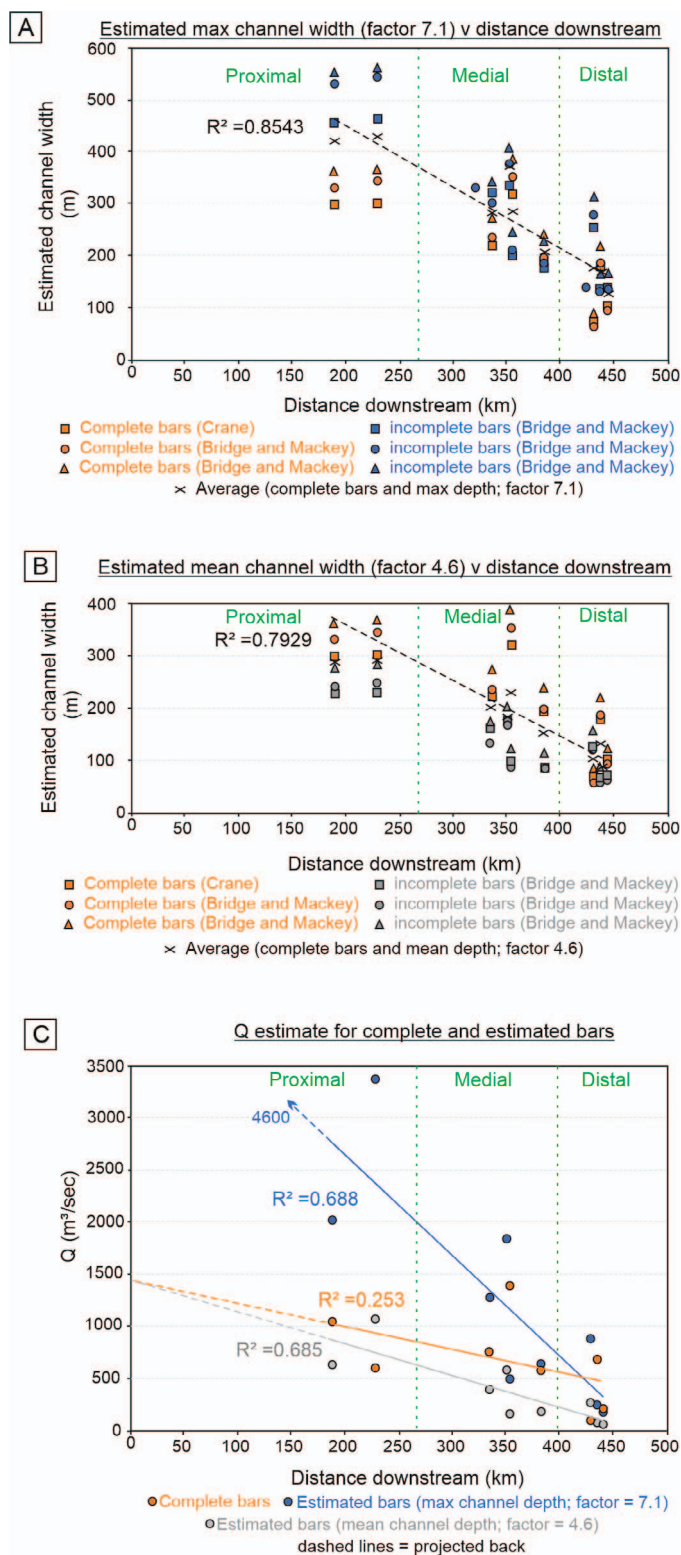 A
Estimated max channel width (factor 7.1) v distance downstream
600
500
400
300
200
100
0
Estimated channel width
(m)
Proximal
Medial
Distal
R² =0.8543
0 50 100 150 200 250 300 350 400 450 500
Distance downstream (km)
Complete bars (Crane)
incomplete bars (Bridge and Mackey)
Complete bars (Bridge and Mackey)
incomplete bars (Bridge and Mackey)
Complete bars (Bridge and Mackey)
incomplete bars (Bridge and Mackey)
Average (complete bars and max depth; factor 7.1)
B
Estimated mean channel width (factor 4.6) v distance downstream
400
300
200
100
0
Estimated channel width
(m)
Proximal
Medial
Distal
R² =0.7929
0 50 100 150 200 250 300 350 400 450 500
Distance downstream (km)
Complete bars (Crane)
incomplete bars (Bridge and Mackey)
Complete bars (Bridge and Mackey)
incomplete bars (Bridge and Mackey)
Complete bars (Bridge and Mackey)
incomplete bars (Bridge and Mackey)
Average (complete bars and mean depth; factor 4.6)
C
Q estimate for complete and estimated bars
3500
3000
2500
2000
1500
1000
500
0
Q (m³/sec)
Proximal
Medial
Distal
4600
R² =0.688
R² =0.253
R² =0.685
0 50 100 150 200 250 300 350 400 450 500
Distance downstream (km)
Complete bars
Estimated bars (max channel depth; factor = 7.1)
Estimated bars (mean channel depth; factor = 4.6)
dashed lines = projected back